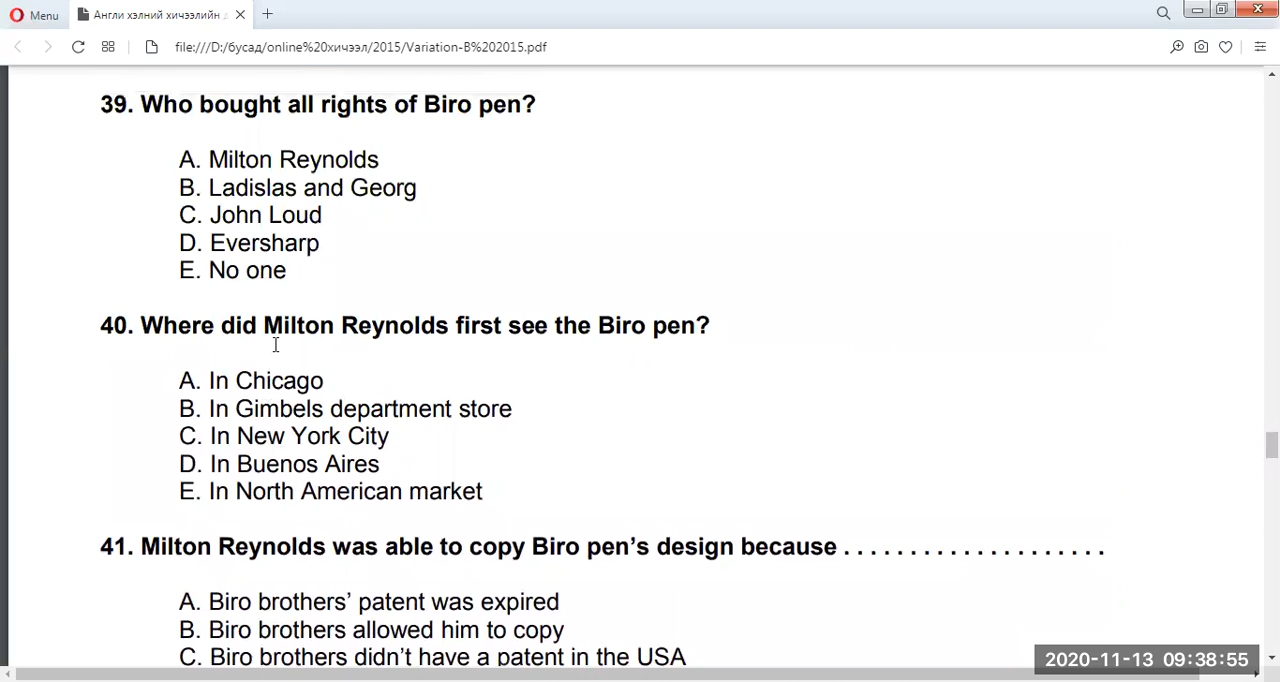 Menu
Англи хэлний хичээлийн
file:///D:/бусад/online%20хичээл/2015/Variation-B%202015.pdf
39. Who bought all rights of Biro pen?
A. Milton Reynolds
B. Ladislas and Georg
C. John Loud
D. Eversharp
E. No one
40. Where did Milton Reynolds first see the Biro pen?
A. In Chicago
B. In Gimbels department store
C. In New York City
D. In Buenos Aires
E. In North American market
41. Milton Reynolds was able to copy Biro pen’s design because . . . . . . . . . . . . . . . . . . . .
A. Biro brothers’ patent was expired
B. Biro brothers allowed him to copy
C. Biro brothers didn’t have a patent in the USA
2020-11-13 09:38:55